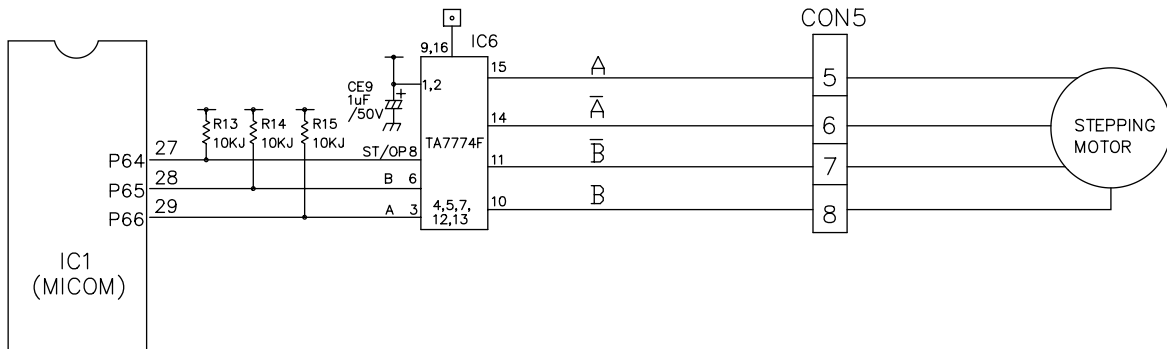 CON5
9,16
IC6
15
A
5
CE9
1uF
/50V
+
1,2
A̅
14
6
R13
10KJ
R14
10KJ
R15
10KJ
TA7774F
STEPPING
MOTOR
P64
27
ST/OP
8
11
B̅
7
P65
28
B
6
P66
29
A
3
4,5,7,
12,13
10
B
8
IC1
(MICOM)